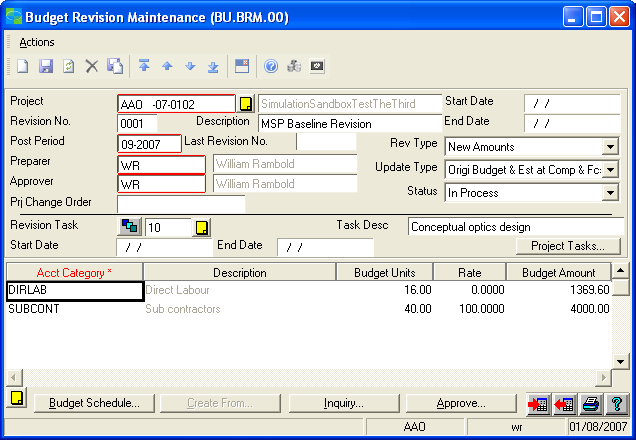 Budget Revision Maintenance (BU.BRM.00)
Actions
Project AAO -07-0102 SimulationSandboxTestTheThird Start Date / /
Revision No. 0001 Description MSP Baseline Revision End Date / /
Post Period 09-2007 Last Revision No. Rev Type New Amounts
Preparer WR William Rambold Update Type Origi Budget & Est at Comp & Fc
Approver WR William Rambold Status In Process
Prj Change Order
Revision Task 10 Task Desc Conceptual optics design
Start Date / / End Date / / Project Tasks...
Acct Category * Description Budget Units Rate Budget Amount
DIRLAB Direct Labour 16.00 0.0000 1369.60
SUBCONT Sub contractors 40.00 100.0000 4000.00
Budget Schedule... Create From... Inquiry... Approve...
AAO wr 01/08/2007